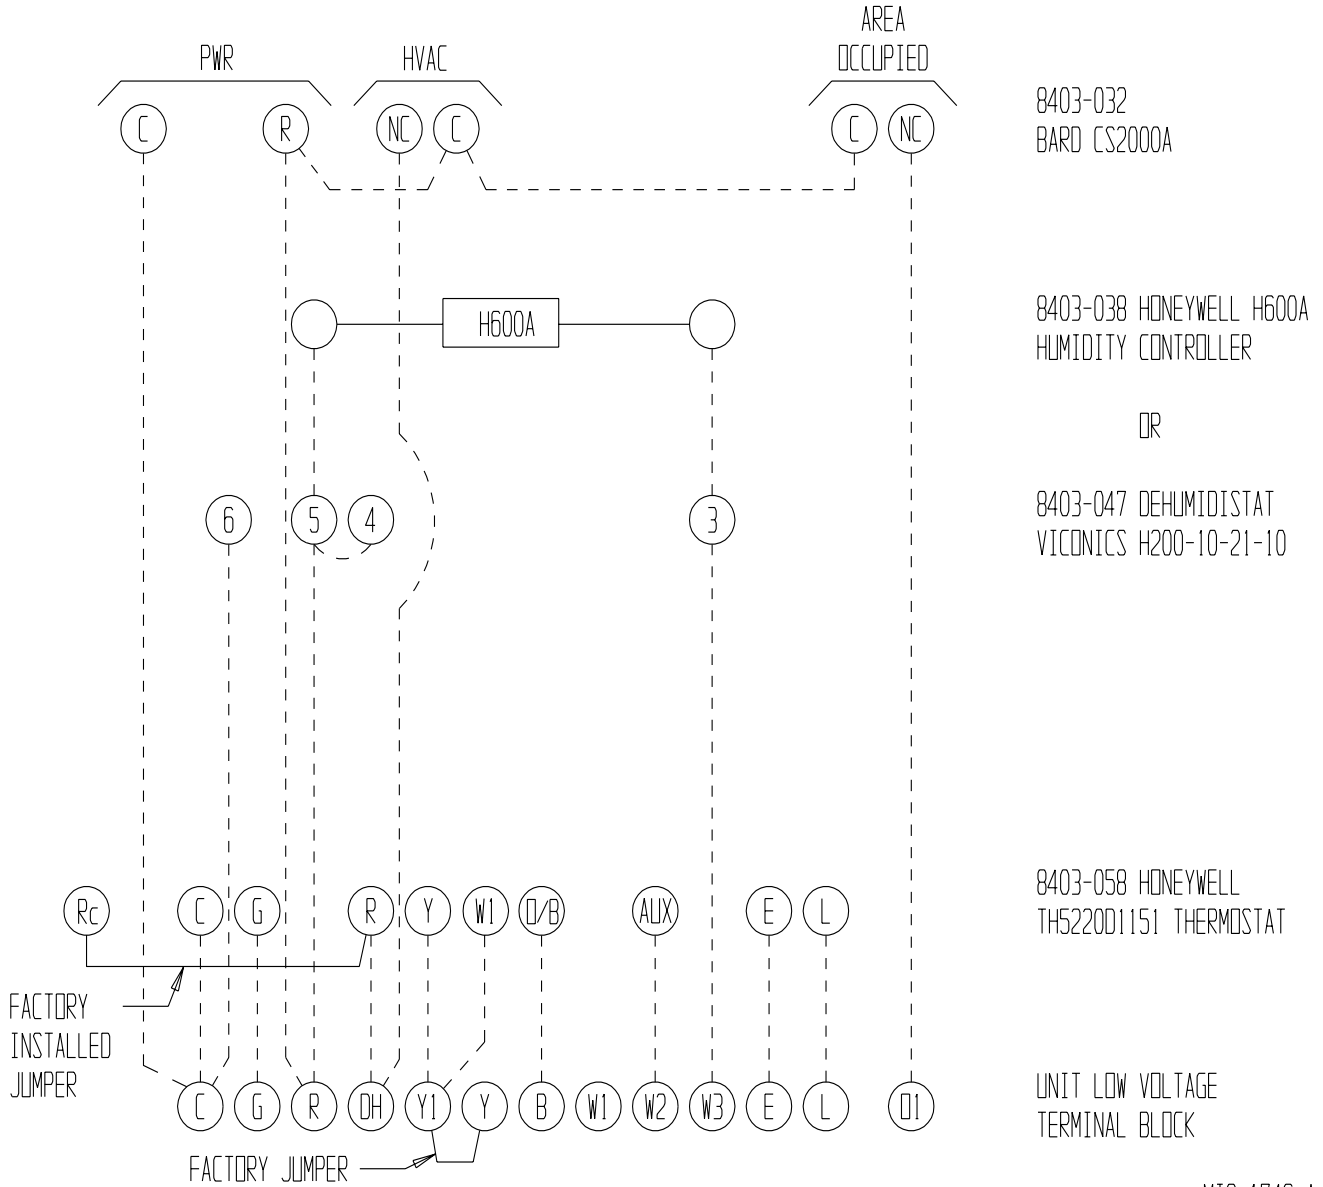 AREA
PWR HVAC OCCUPIED
C R NC C C NC
8403-032
BARD CS2000A
H600A
8403-038 HONEYWELL H600A
HUMIDITY CONTROLLER
OR
6 5 4 3
8403-047 DEHUMIDISTAT
VICONICS H200-10-21-10
Rc C G R Y W1 O/B AUX E L
8403-058 HONEYWELL
TH5220D1151 THERMOSTAT
FACTORY
INSTALLED
JUMPER
C G R OH Y1 Y B W1 W2 W3 E L O1
UNIT LOW VOLTAGE
TERMINAL BLOCK
FACTORY JUMPER